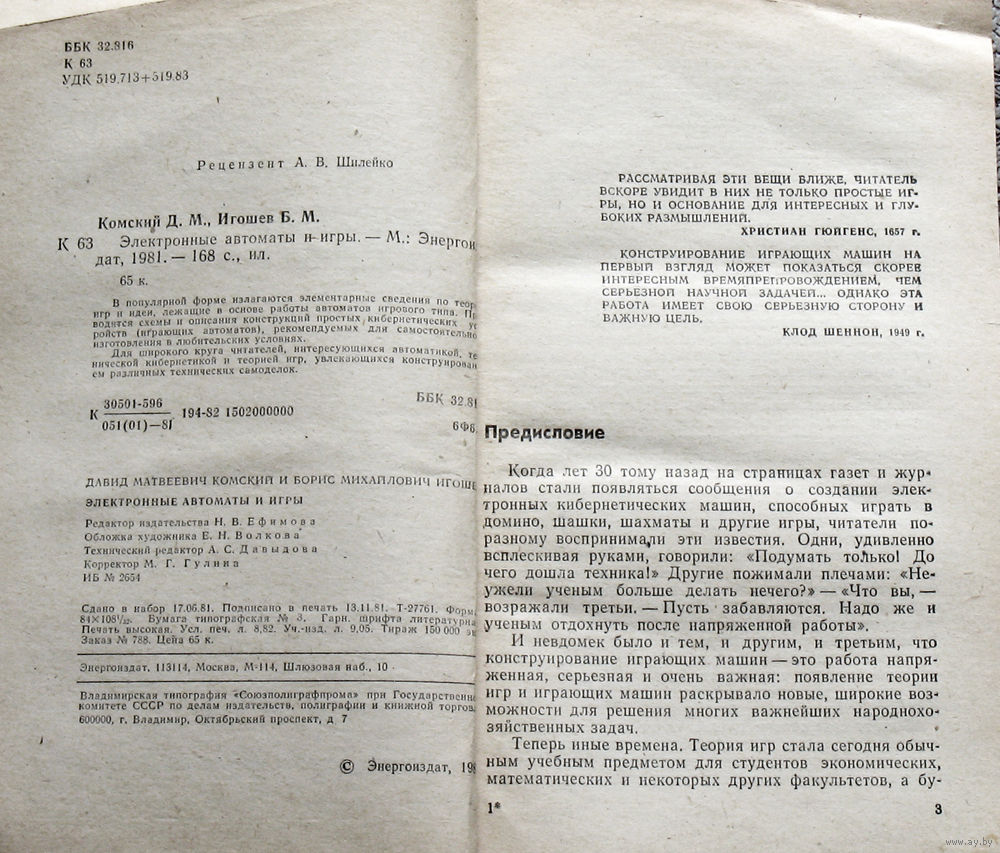 ББК 32.816
К 63
УДК 519.713+519.83
Рецензент А. В. Шилейко
Комский Д. М., Игошев Б. М.
К 63 Электронные автоматы и игры. — М.: Энергоиз
дат, 1981. — 168 с., ил.
65 к.
В популярной форме излагаются элементарные сведения по теор
игр и идеи, лежащие в основе работы автоматов игрового типа. Пр
водятся схемы и описания конструкций простых кибернетических ус
ройств (играющих автоматов), рекомендуемых для самостоятельно
изготовления в любительских условиях.
Для широкого круга читателей, интересующихся автоматикой, те
нической кибернетикой и теорией игр, увлекающихся конструирован
ем различных технических самоделок.
К 30501-596 194-82 1502000000
051(01)—81
ББК 32.81
6Ф6.
ДАВИД МАТВЕЕВИЧ КОМСКИЙ И БОРИС МИХАЙЛОВИЧ ИГОШЕ
ЭЛЕКТРОННЫЕ АВТОМАТЫ И ИГРЫ
Редактор издательства Н. В. Ефимова
Обложка художника Е. Н. Волкова
Технический редактор А. С. Давыдова
Корректор М. Г. Гулина
ИБ № 2654
Сдано в набор 17.06.81. Подписано в печать 13.11.81. Т-27761. Форм
84×108¹/₃₂. Бумага типографская № 3. Гарн. шрифта литературна
Печать высокая. Усл. печ. л. 8,82. Уч.-изд. л. 9,05. Тираж 150 000 эк
Заказ № 788. Цена 65 к.
Энергоиздат, 113114, Москва, М-114, Шлюзовая наб., 10
Владимирская типография «Союзполиграфпрома» при Государственно
комитете СССР по делам издательств, полиграфии и книжной торгов
600000, г. Владимир, Октябрьский проспект, д 7
© Энергоиздат, 198
РАССМАТРИВАЯ ЭТИ ВЕЩИ БЛИЖЕ, ЧИТАТЕЛЬ
ВСКОРЕ УВИДИТ В НИХ НЕ ТОЛЬКО ПРОСТЫЕ ИГ-
РЫ, НО И ОСНОВАНИЕ ДЛЯ ИНТЕРЕСНЫХ И ГЛУ-
БОКИХ РАЗМЫШЛЕНИЙ.
ХРИСТИАН ГЮЙГЕНС, 1657 г.
КОНСТРУИРОВАНИЕ ИГРАЮЩИХ МАШИН НА
ПЕРВЫЙ ВЗГЛЯД МОЖЕТ ПОКАЗАТЬСЯ СКОРЕЕ
ИНТЕРЕСНЫМ ВРЕМЯПРЕПРОВОЖДЕНИЕМ, ЧЕМ
СЕРЬЕЗНОЙ НАУЧНОЙ ЗАДАЧЕЙ... ОДНАКО ЭТА
РАБОТА ИМЕЕТ СВОЮ СЕРЬЕЗНУЮ СТОРОНУ И
ВАЖНУЮ ЦЕЛЬ.
КЛОД ШЕННОН, 1949 г.
Предисловие
Когда лет 30 тому назад на страницах газет и жур-
налов стали появляться сообщения о создании элек-
тронных кибернетических машин, способных играть в
домино, шашки, шахматы и другие игры, читатели по-
разному воспринимали эти известия. Одни, удивленно
всплескивая руками, говорили: «Подумать только! До
чего дошла техника!» Другие пожимали плечами: «Не-
ужели ученым больше делать нечего?» — «Что вы, —
возражали третьи. — Пусть забавляются. Надо же и
ученым отдохнуть после напряженной работы».
И невдомек было и тем, и другим, и третьим, что
конструирование играющих машин — это работа напря-
женная, серьезная и очень важная: появление теории
игр и играющих машин раскрывало новые, широкие воз-
можности для решения многих важнейших народнохо-
зяйственных задач.
Теперь иные времена. Теория игр стала сегодня обыч-
ным учебным предметом для студентов экономических,
математических и некоторых других факультетов, а бу-
1* 3
www.ay.by